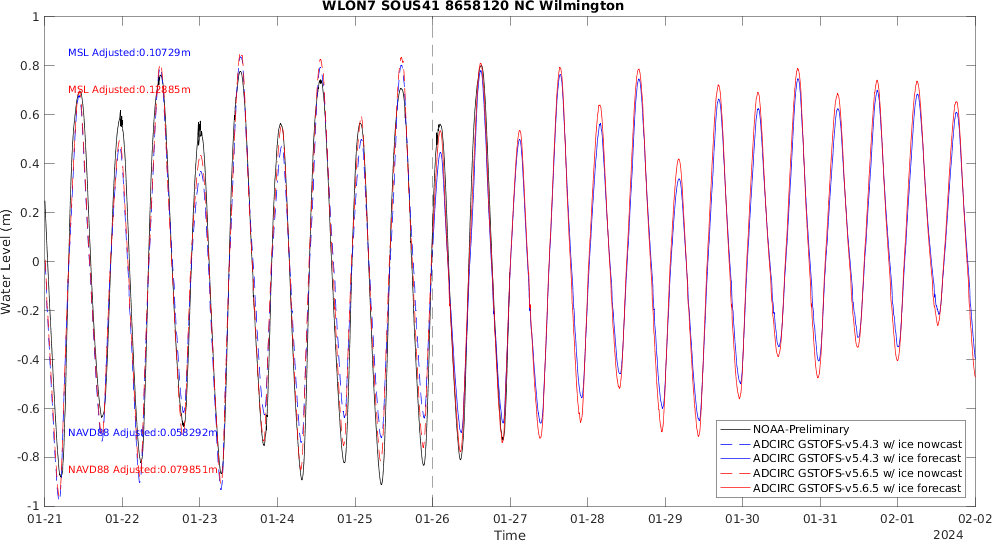 WLON7 SOUS41 8658120 NC Wilmington
MSL Adjusted:0.10729m
MSL Adjusted:0.12885m
NAVD88 Adjusted:0.058292m
NAVD88 Adjusted:0.079851m
Water Level (m)
1
0.8
0.6
0.4
0.2
0
-0.2
-0.4
-0.6
-0.8
-1
NOAA-Preliminary
ADCIRC GSTOFS-v5.4.3 w/ ice nowcast
ADCIRC GSTOFS-v5.4.3 w/ ice forecast
ADCIRC GSTOFS-v5.6.5 w/ ice nowcast
ADCIRC GSTOFS-v5.6.5 w/ ice forecast
01-21 01-22 01-23 01-24 01-25 01-26 01-27 01-28 01-29 01-30 01-31 02-01 02-02
Time
2024